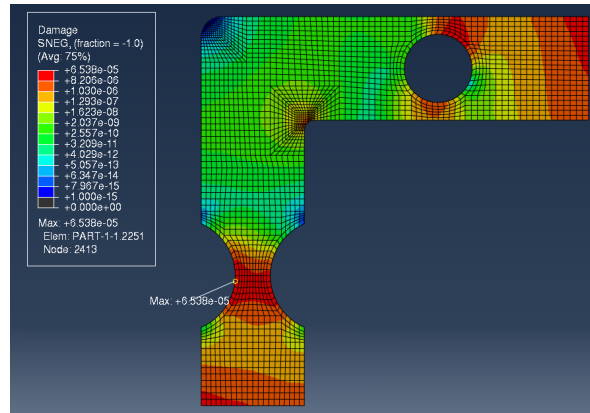 Damage
SNEG, (fraction = -1.0)
(Avg: 75%)
+6.538e-05
+8.206e-06
+1.030e-06
+1.293e-07
+1.623e-08
+2.037e-09
+2.557e-10
+3.209e-11
+4.029e-12
+5.057e-13
+6.347e-14
+7.967e-15
+1.000e-15
+0.000e+00
Max: +6.538e-05
Elem: PART-1-1.2251
Node: 2413
Max: +6.538e-05